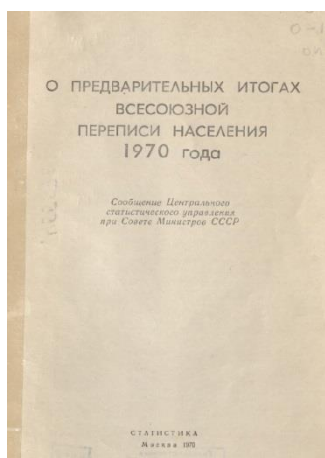 О ПРЕДВАРИТЕЛЬНЫХ ИТОГАХ
ВСЕСОЮЗНОЙ
ПЕРЕПИСИ НАСЕЛЕНИЯ
1970 года
Сообщение Центрального
статистического управления
при Совете Министров СССР
СТАТИСТИКА
Москва 1970